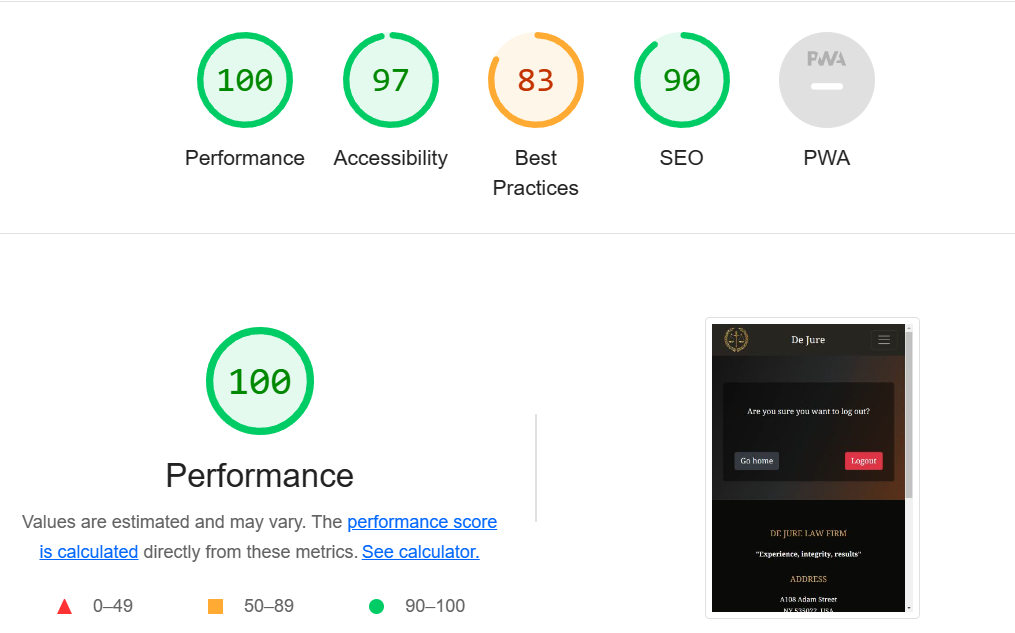 100
97
83
90
PWA
Performance
Accessibility
Best
Practices
SEO
PWA
100
Performance
Values are estimated and may vary. The performance score
is calculated directly from these metrics. See calculator.
0–49
50–89
90–100
De Jure
Are you sure you want to log out?
Go home
Logout
DE JURE LAW FIRM
"Experience, integrity, results"
ADDRESS
A108 Adam Street
NY 535022, USA